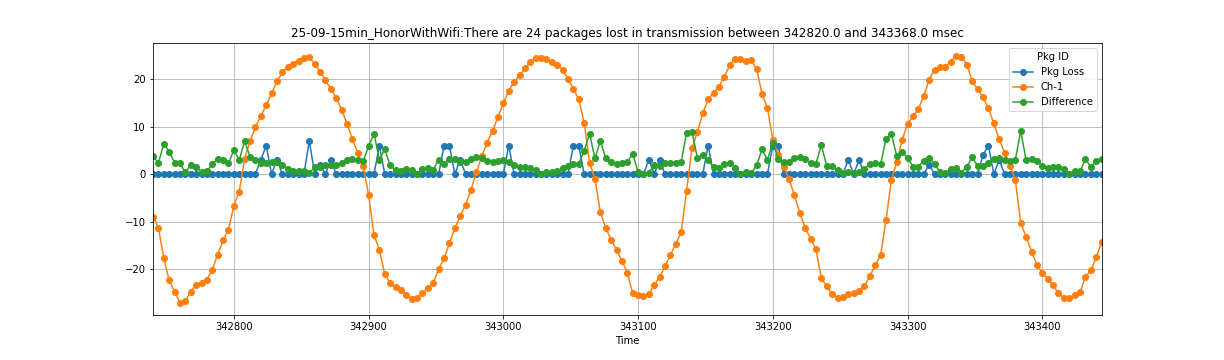 25-09-15min_HonorWithWifi:There are 24 packages lost in transmission between 342820.0 and 343368.0 msec
Pkg ID
Pkg Loss
Ch-1
Difference
20
10
0
−10
−20
342800 342900 343000 343100 343200 343300 343400
Time